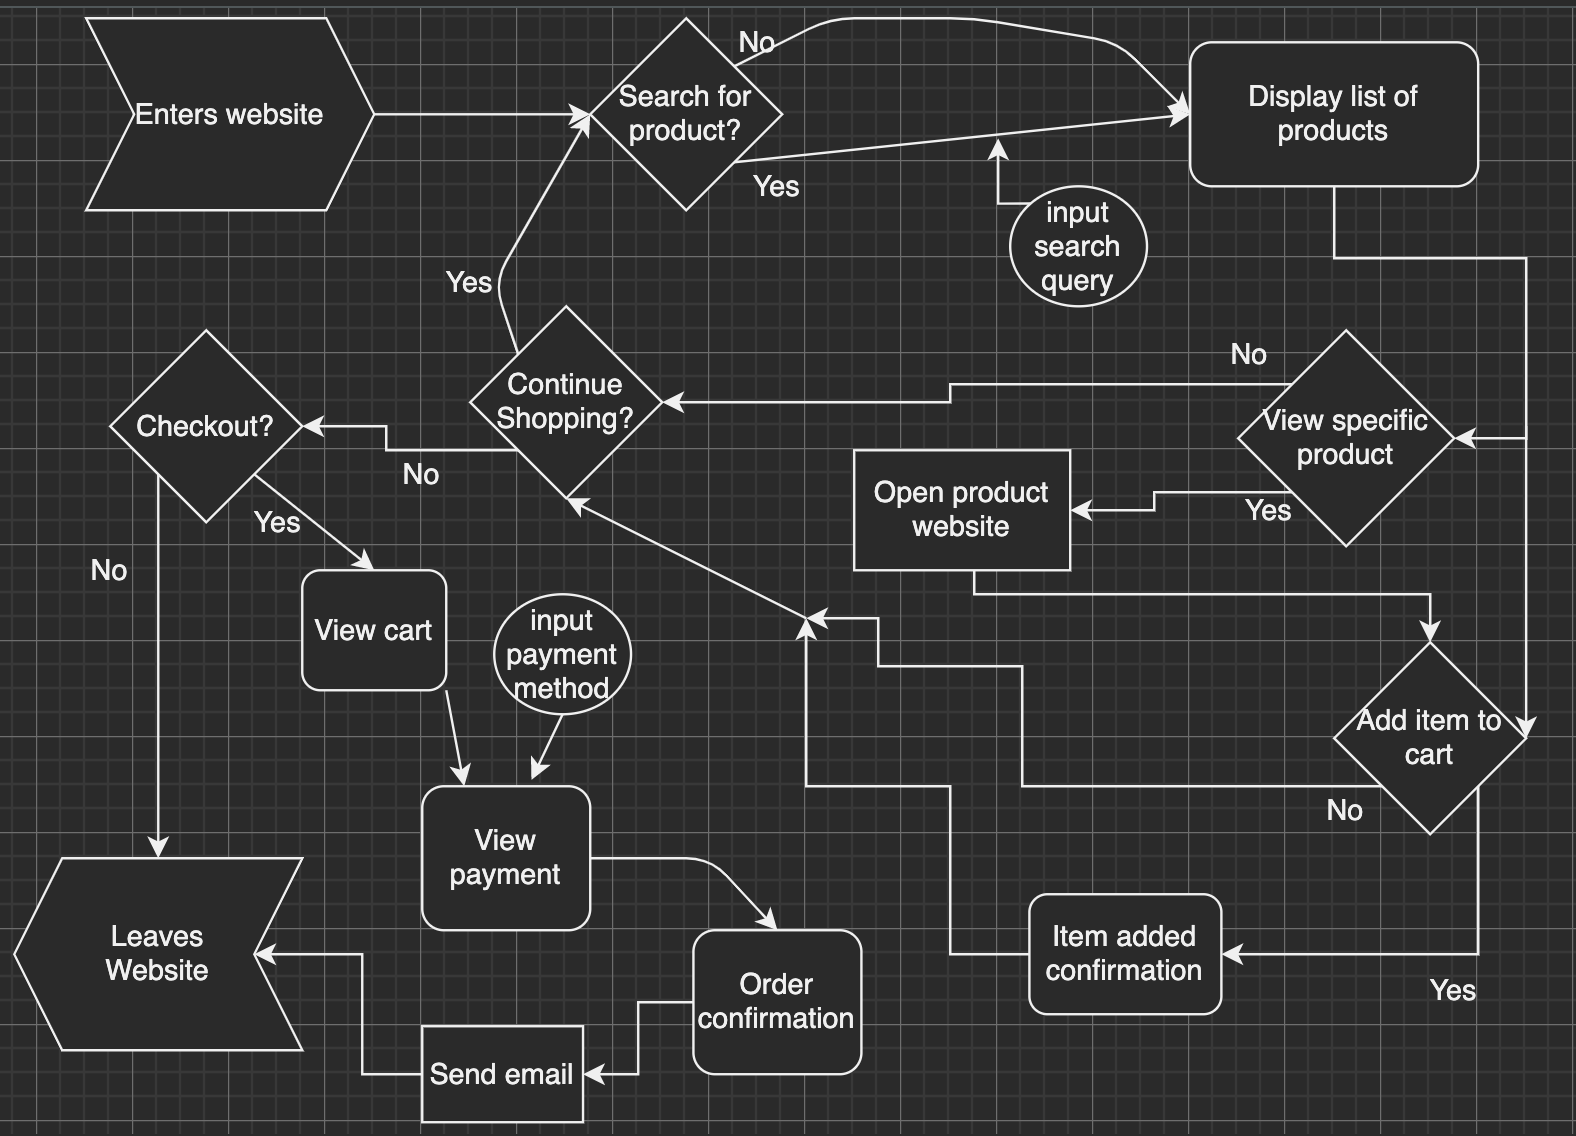 No
Enters website
Search for
product?
Display list of
products
Yes
input
search
query
Yes
No
Continue
Shopping?
Checkout?
View specific
product
No
Open product
website
Yes
Yes
No
View cart
input
payment
method
Add item to
cart
No
View
payment
Leaves
Website
Item added
confirmation
Yes
Order
confirmation
Send email